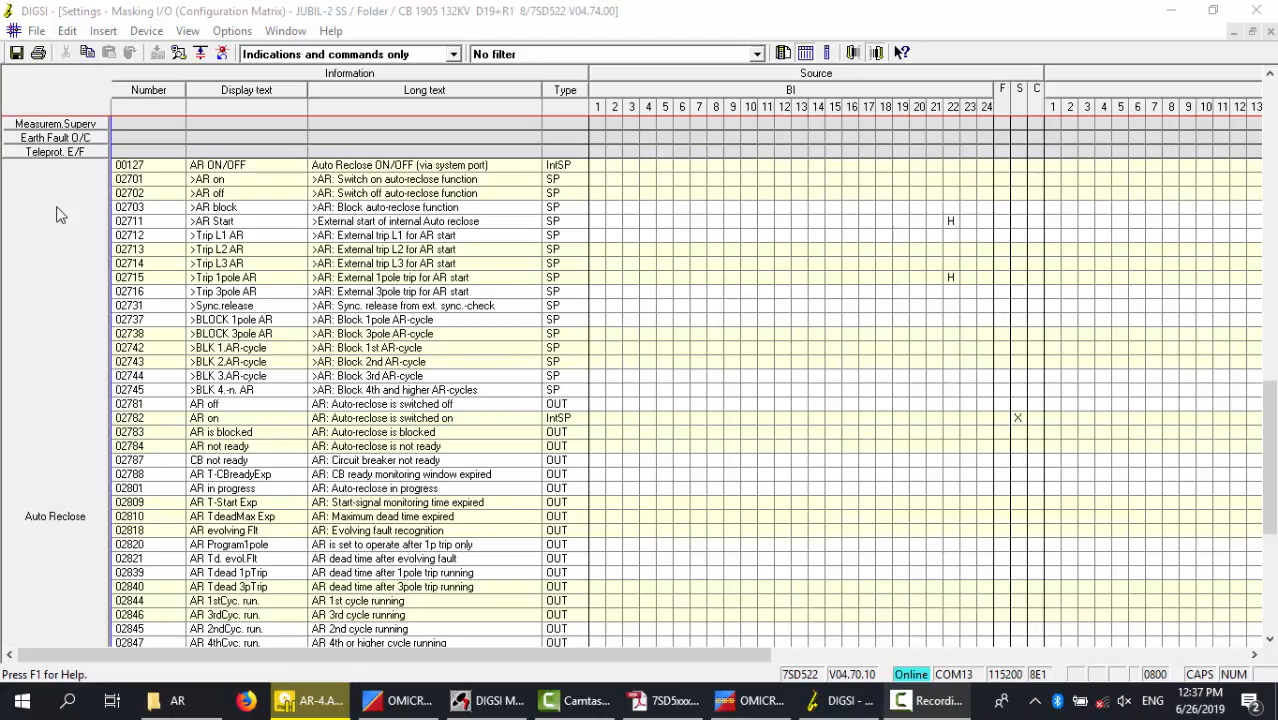 DIGSI - [Settings - Masking I/O (Configuration Matrix) - JUBIL-2 SS / Folder / CB 1905 132KV D19+R1 8/7SD522 V04.74.00]
File Edit Insert Device View Options Window Help
Indications and commands only No filter
Information Source
Number Display text Long text Type BI F S C
1 2 3 4 5 6 7 8 9 10 11 12 13 14 15 16 17 18 19 20 21 22 23 24 1 2 3 4 5 6 7 8 9 10 11 12 13
Measurem.Superv
Earth Fault O/C
Teleprot. E/F
00127 AR ON/OFF Auto Reclose ON/OFF (via system port) IntSP
02701 >AR on >AR: Switch on auto-reclose function SP
02702 >AR off >AR: Switch off auto-reclose function SP
02703 >AR block >AR: Block auto-reclose function SP
02711 >AR Start >External start of internal Auto reclose SP H
02712 >Trip L1 AR >AR: External trip L1 for AR start SP
02713 >Trip L2 AR >AR: External trip L2 for AR start SP
02714 >Trip L3 AR >AR: External trip L3 for AR start SP
02715 >Trip 1pole AR >AR: External 1pole trip for AR start SP H
02716 >Trip 3pole AR >AR: External 3pole trip for AR start SP
02731 >Sync.release >AR: Sync. release from ext. sync.-check SP
02737 >BLOCK 1pole AR >AR: Block 1pole AR-cycle SP
02738 >BLOCK 3pole AR >AR: Block 3pole AR-cycle SP
02742 >BLK 1.AR-cycle >AR: Block 1st AR-cycle SP
02743 >BLK 2.AR-cycle >AR: Block 2nd AR-cycle SP
02744 >BLK 3.AR-cycle >AR: Block 3rd AR-cycle SP
02745 >BLK 4.-n. AR >AR: Block 4th and higher AR-cycles SP
02781 AR off AR: Auto-reclose is switched off OUT
02782 AR on AR: Auto-reclose is switched on IntSP X
02783 AR is blocked AR: Auto-reclose is blocked OUT
02784 AR not ready AR: Auto-reclose is not ready OUT
02787 CB not ready AR: Circuit breaker not ready OUT
02788 AR T-CBreadyExp AR: CB ready monitoring window expired OUT
02801 AR in progress AR: Auto-reclose in progress OUT
02809 AR T-Start Exp AR: Start-signal monitoring time expired OUT
Auto Reclose 02810 AR TdeadMax Exp AR: Maximum dead time expired OUT
02818 AR evolving Flt AR: Evolving fault recognition OUT
02820 AR Program1pole AR is set to operate after 1p trip only OUT
02821 AR Td. evol.Flt AR dead time after evolving fault OUT
02839 AR Tdead 1pTrip AR dead time after 1pole trip running OUT
02840 AR Tdead 3pTrip AR dead time after 3pole trip running OUT
02844 AR 1stCyc. run. AR 1st cycle running OUT
02846 AR 3rdCyc. run. AR 3rd cycle running OUT
02845 AR 2ndCyc. run. AR 2nd cycle running OUT
02847 AR 4thCyc. run. AR 4th or higher cycle running OUT
Press F1 for Help. 7SD522 V04.70.10 Online COM13 115200 8E1 0800 CAPS NUM
AR AR-4.A... OMICR... DIGSI M... Camtas... 7SD5xxx... OMICR... DIGSI - ... Recordi... ENG 12:37 PM
6/26/2019 2